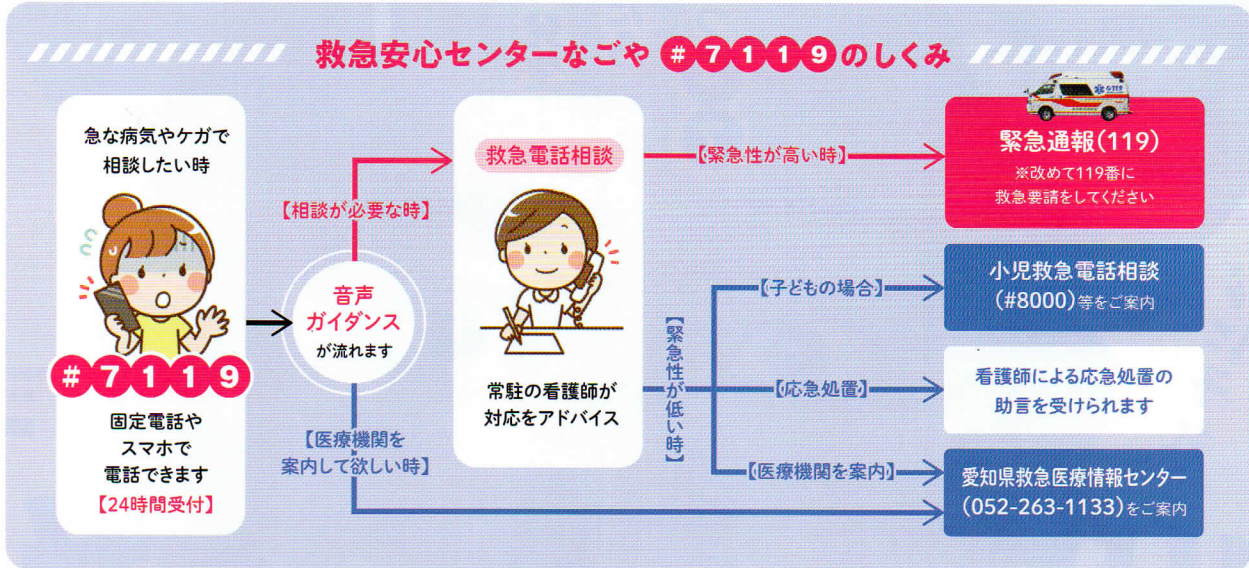 救急安心センターなごや #7119のしくみ
急な病気やケガで
相談したい時
#7119
固定電話や
スマホで
電話できます
【24時間受付】
音声
ガイダンス
が流れます
【相談が必要な時】
【医療機関を
案内して欲しい時】
救急電話相談
常駐の看護師が
対応をアドバイス
【緊急性が高い時】
緊急通報(119)
※改めて119番に
救急要請をしてください
【緊急性が低い時】
【子どもの場合】
小児救急電話相談
(#8000)等をご案内
【応急処置】
看護師による応急処置の
助言を受けられます
【医療機関を案内】
愛知県救急医療情報センター
(052-263-1133)をご案内